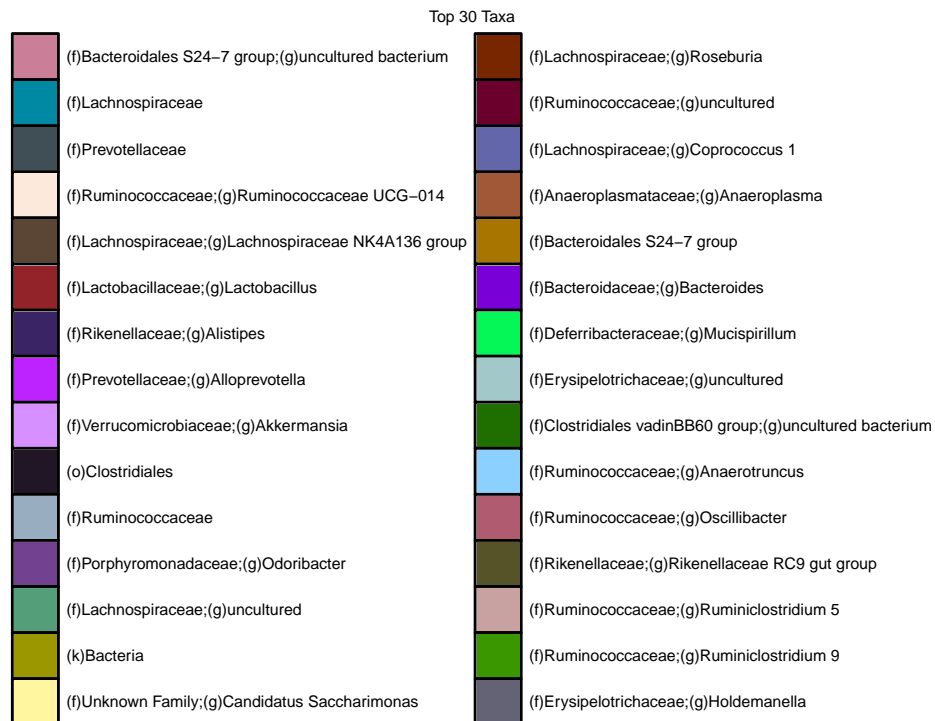 Top 30 Taxa
(f)Bacteroidales S24−7 group;(g)uncultured bacterium
(f)Lachnospiraceae
(f)Prevotellaceae
(f)Ruminococcaceae;(g)Ruminococcaceae UCG−014
(f)Lachnospiraceae;(g)Lachnospiraceae NK4A136 group
(f)Lactobacillaceae;(g)Lactobacillus
(f)Rikenellaceae;(g)Alistipes
(f)Prevotellaceae;(g)Alloprevotella
(f)Verrucomicrobiaceae;(g)Akkermansia
(o)Clostridiales
(f)Ruminococcaceae
(f)Porphyromonadaceae;(g)Odoribacter
(f)Lachnospiraceae;(g)uncultured
(k)Bacteria
(f)Unknown Family;(g)Candidatus Saccharimonas
(f)Lachnospiraceae;(g)Roseburia
(f)Ruminococcaceae;(g)uncultured
(f)Lachnospiraceae;(g)Coprococcus 1
(f)Anaeroplasmataceae;(g)Anaeroplasma
(f)Bacteroidales S24−7 group
(f)Bacteroidaceae;(g)Bacteroides
(f)Deferribacteraceae;(g)Mucispirillum
(f)Erysipelotrichaceae;(g)uncultured
(f)Clostridiales vadinBB60 group;(g)uncultured bacterium
(f)Ruminococcaceae;(g)Anaerotruncus
(f)Ruminococcaceae;(g)Oscillibacter
(f)Rikenellaceae;(g)Rikenellaceae RC9 gut group
(f)Ruminococcaceae;(g)Ruminiclostridium 5
(f)Ruminococcaceae;(g)Ruminiclostridium 9
(f)Erysipelotrichaceae;(g)Holdemanella